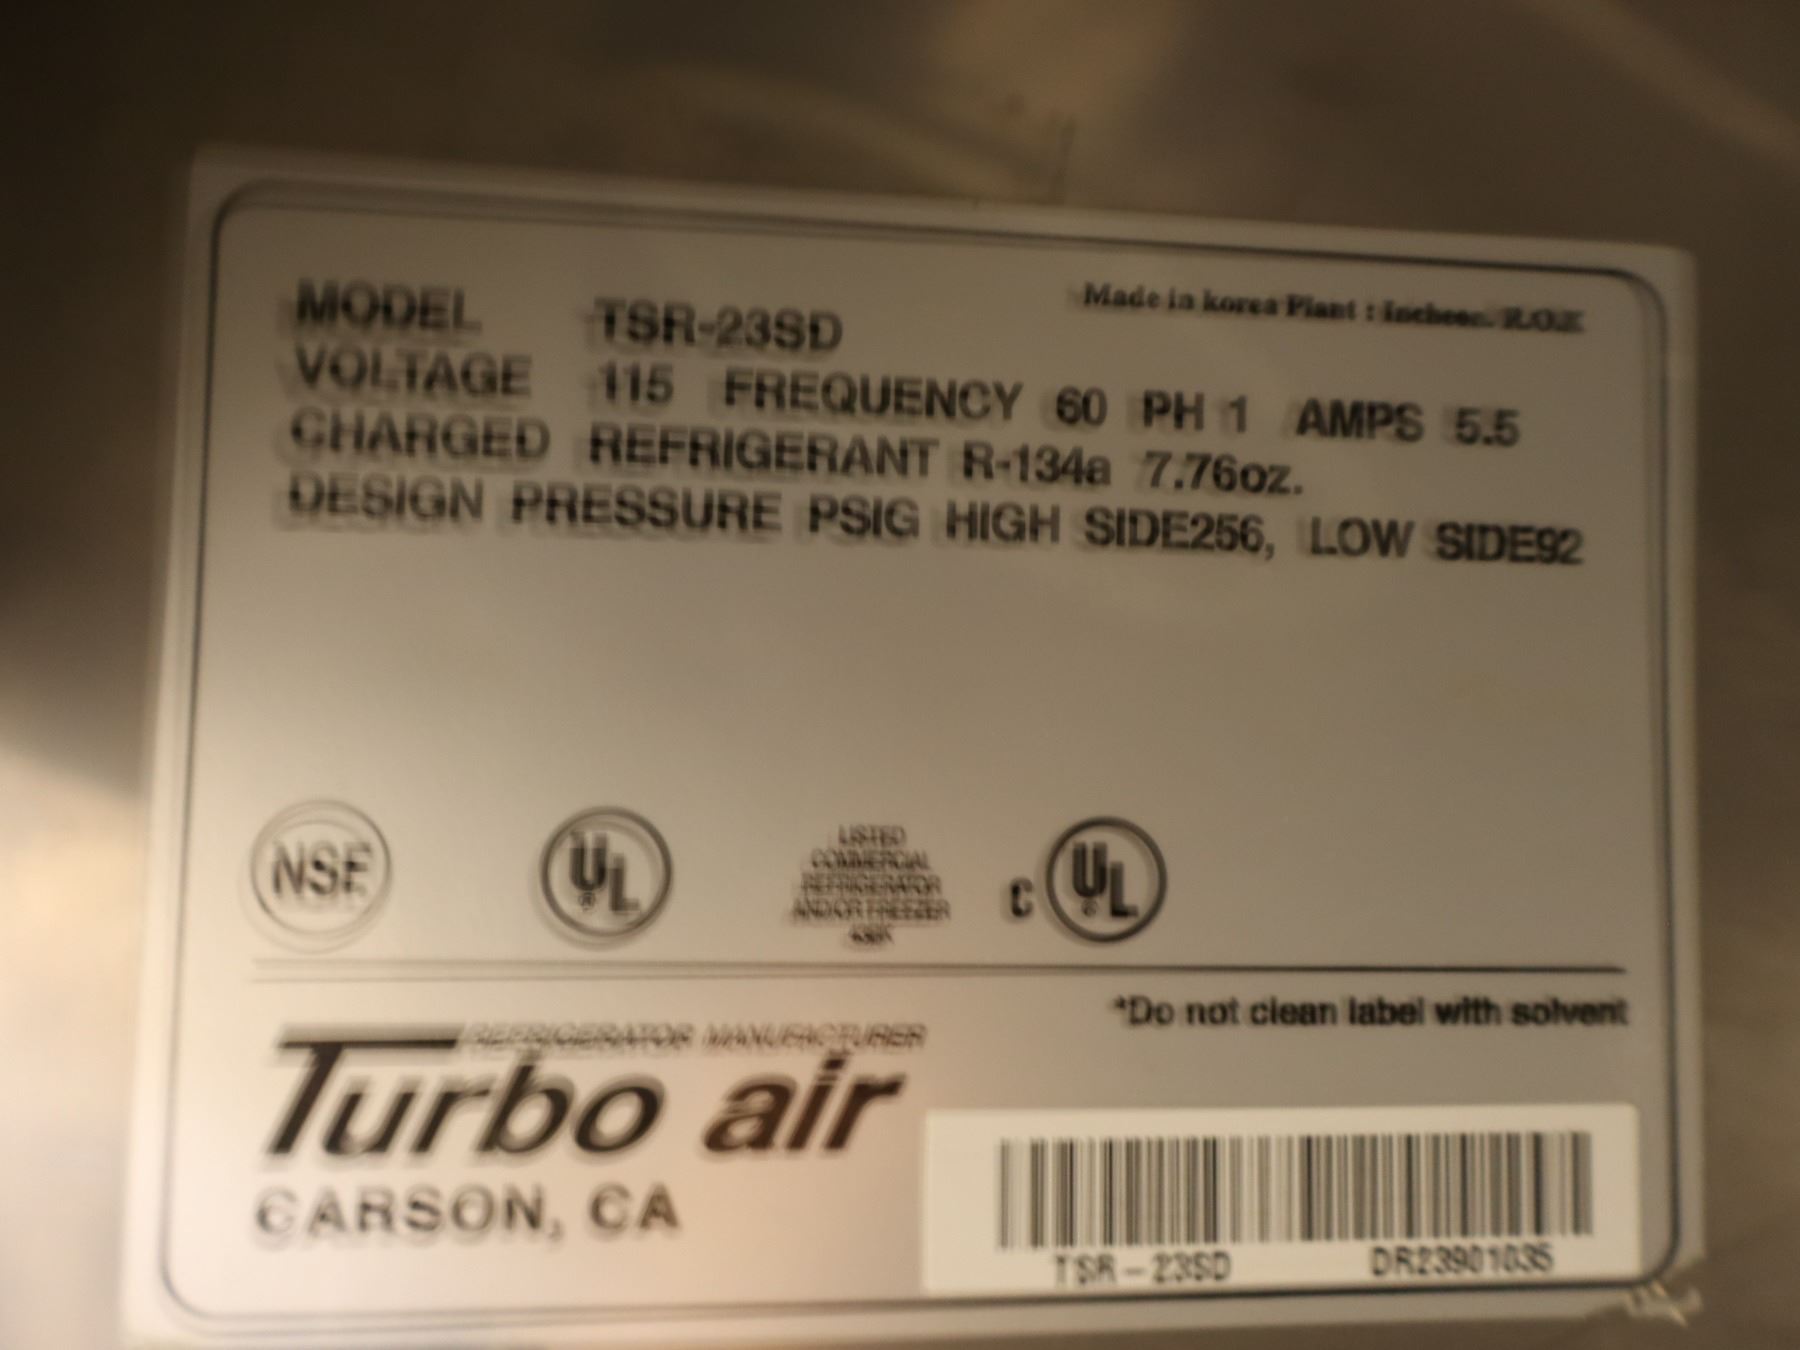 MODEL TSR-23SD
Made in korea Plant : Incheon. R.O.K
VOLTAGE 115 FREQUENCY 60 PH 1 AMPS 5.5
CHARGED REFRIGERANT R-134a 7.76oz.
DESIGN PRESSURE PSIG HIGH SIDE256, LOW SIDE92
NSF
UL
®
LISTED
COMMERCIAL
REFRIGERATOR
AND/OR FREEZER
C UL
®
*Do not clean label with solvent
REFRIGERATOR MANUFACTURER
Turbo air
CARSON, CA
TSR-23SD DR23901035